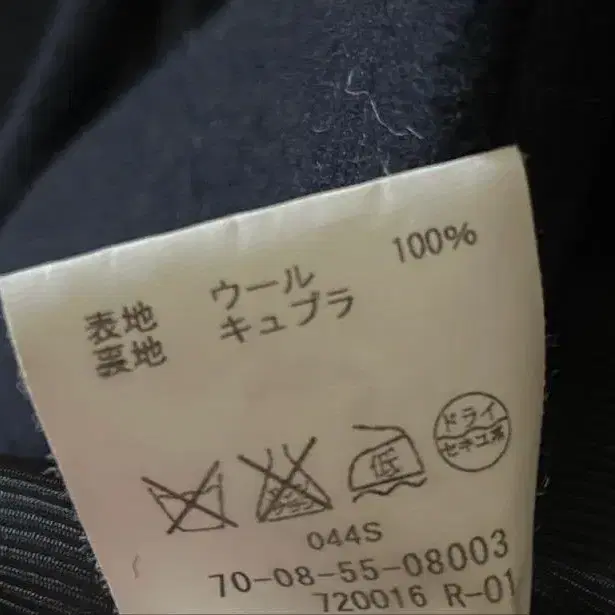 表地 ウール 100%
裏地 キュプラ
低
ドライ
セキユ系
044S
70-08-55-08003
720016 R-01